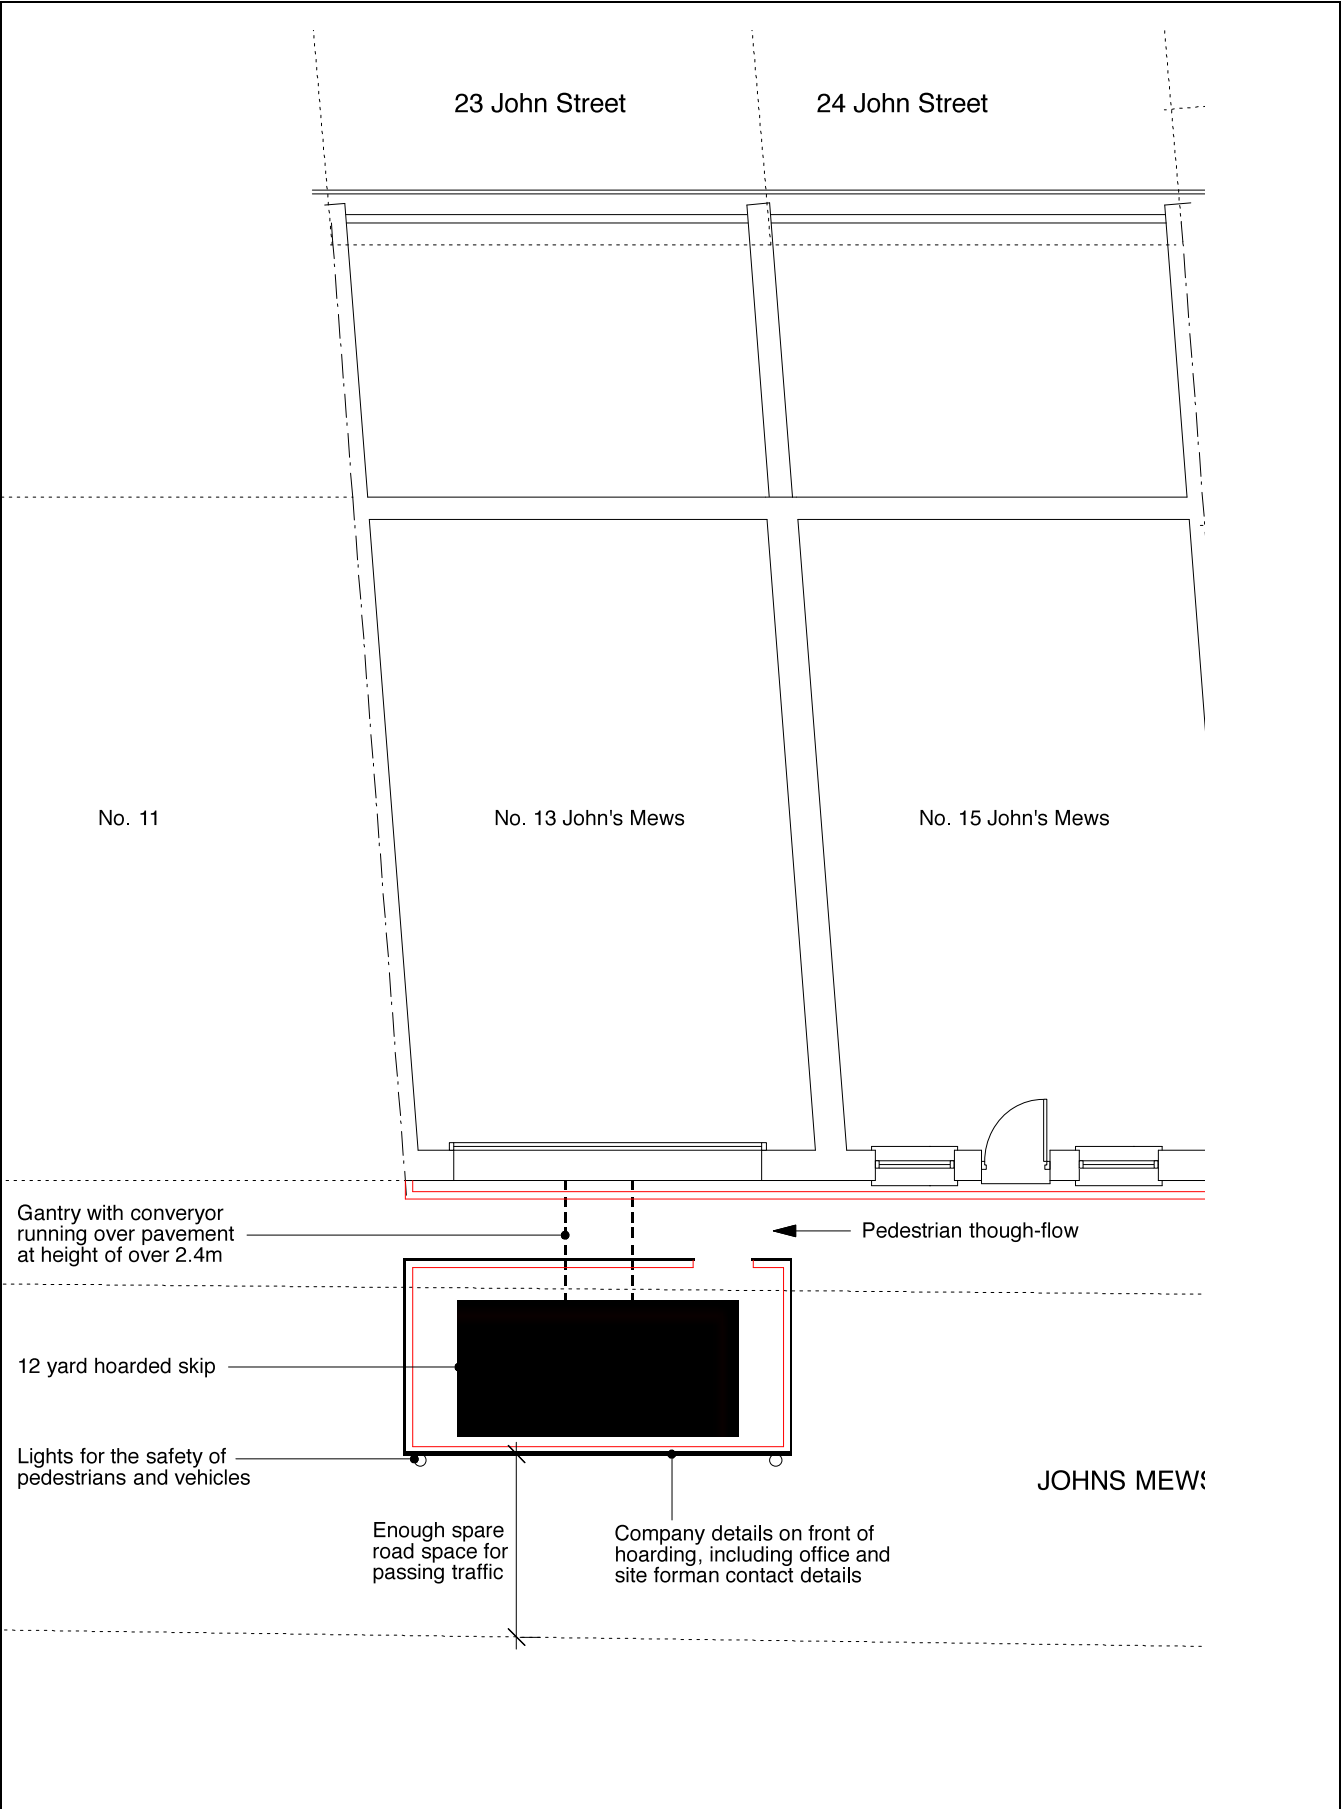 23 John Street
24 John Street
No. 11
No. 13 John's Mews
No. 15 John's Mews
Gantry with converyor
running over pavement
at height of over 2.4m
Pedestrian though-flow
12 yard hoarded skip
Lights for the safety of
pedestrians and vehicles
JOHNS MEWS
Enough spare
road space for
passing traffic
Company details on front of
hoarding, including office and
site forman contact details